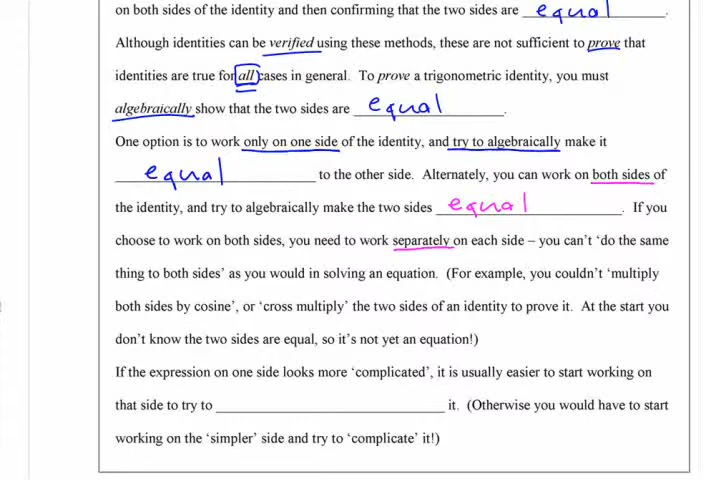 on both sides of the identity and then confirming that the two sides are equal.
Although identities can be verified using these methods, these are not sufficient to prove that
identities are true for all cases in general. To prove a trigonometric identity, you must
algebraically show that the two sides are equal.
One option is to work only on one side of the identity, and try to algebraically make it
equal to the other side. Alternately, you can work on both sides of
the identity, and try to algebraically make the two sides equal. If you
choose to work on both sides, you need to work separately on each side – you can't 'do the same
thing to both sides' as you would in solving an equation. (For example, you couldn't 'multiply
both sides by cosine', or 'cross multiply' the two sides of an identity to prove it. At the start you
don't know the two sides are equal, so it's not yet an equation!)
If the expression on one side looks more 'complicated', it is usually easier to start working on
that side to try to ______________________________ it. (Otherwise you would have to start
working on the 'simpler' side and try to 'complicate' it!)